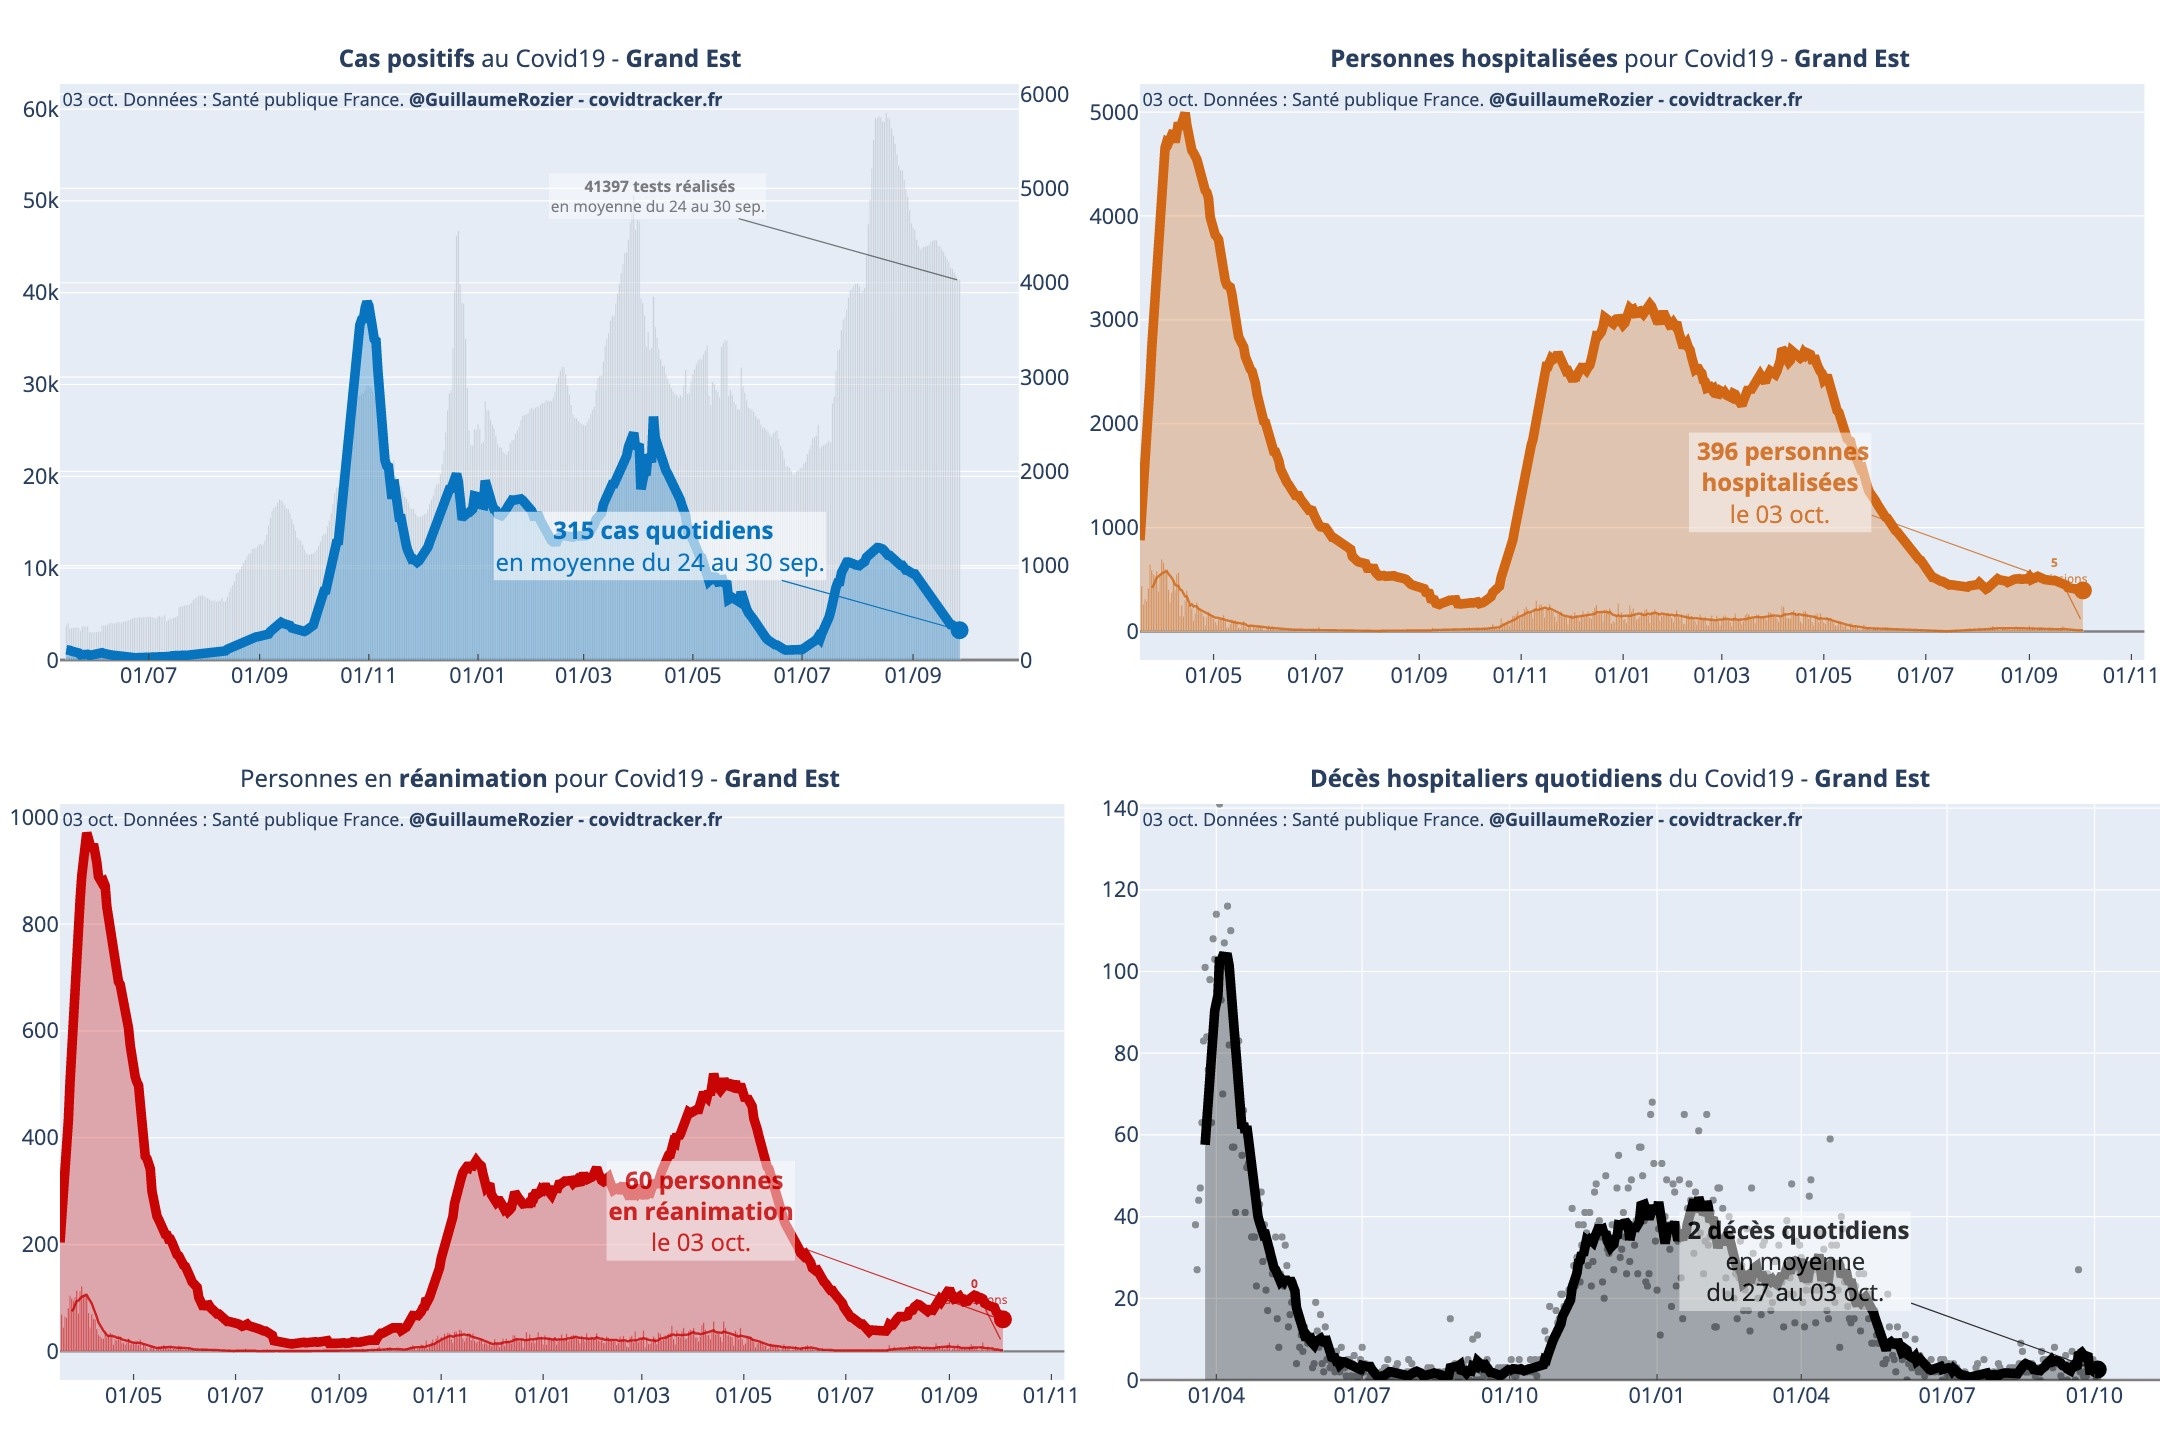 Cas positifs au Covid19 - Grand Est
03 oct. Données : Santé publique France. @GuillaumeRozier - covidtracker.fr
60k
50k
40k
30k
20k
10k
0
6000
5000
4000
3000
2000
1000
0
41397 tests réalisés
en moyenne du 24 au 30 sep.
315 cas quotidiens
en moyenne du 24 au 30 sep.
01/07 01/09 01/11 01/01 01/03 01/05 01/07 01/09
Personnes hospitalisées pour Covid19 - Grand Est
03 oct. Données : Santé publique France. @GuillaumeRozier - covidtracker.fr
5000
4000
3000
2000
1000
0
396 personnes
hospitalisées
le 03 oct.
5
01/05 01/07 01/09 01/11 01/01 01/03 01/05 01/07 01/09 01/11
Personnes en réanimation pour Covid19 - Grand Est
03 oct. Données : Santé publique France. @GuillaumeRozier - covidtracker.fr
1000
800
600
400
200
0
60 personnes
en réanimation
le 03 oct.
0
01/05 01/07 01/09 01/11 01/01 01/03 01/05 01/07 01/09 01/11
Décès hospitaliers quotidiens du Covid19 - Grand Est
03 oct. Données : Santé publique France. @GuillaumeRozier - covidtracker.fr
140
120
100
80
60
40
20
0
2 décès quotidiens
en moyenne
du 27 au 03 oct.
01/04 01/07 01/10 01/01 01/04 01/07 01/10